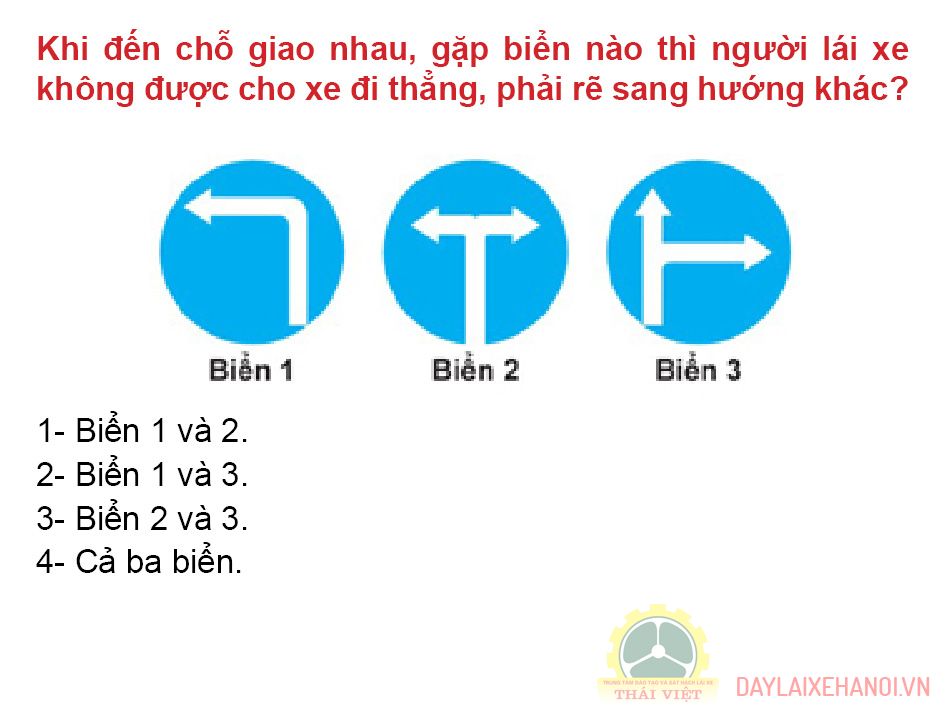 Khi đến chỗ giao nhau, gặp biển nào thì người lái xe
không được cho xe đi thẳng, phải rẽ sang hướng khác?
Biển 1 Biển 2 Biển 3
1- Biển 1 và 2.
2- Biển 1 và 3.
3- Biển 2 và 3.
4- Cả ba biển.
TRUNG TÂM ĐÀO TẠO VÀ SÁT HẠCH LÁI XE
THÁI VIỆT
DAYLAIXEHANOI.VN